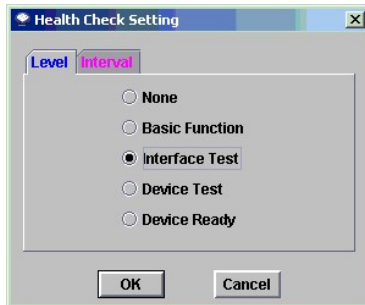 Health Check Setting
Level Interval
None
Basic Function
Interface Test
Device Test
Device Ready
OK Cancel